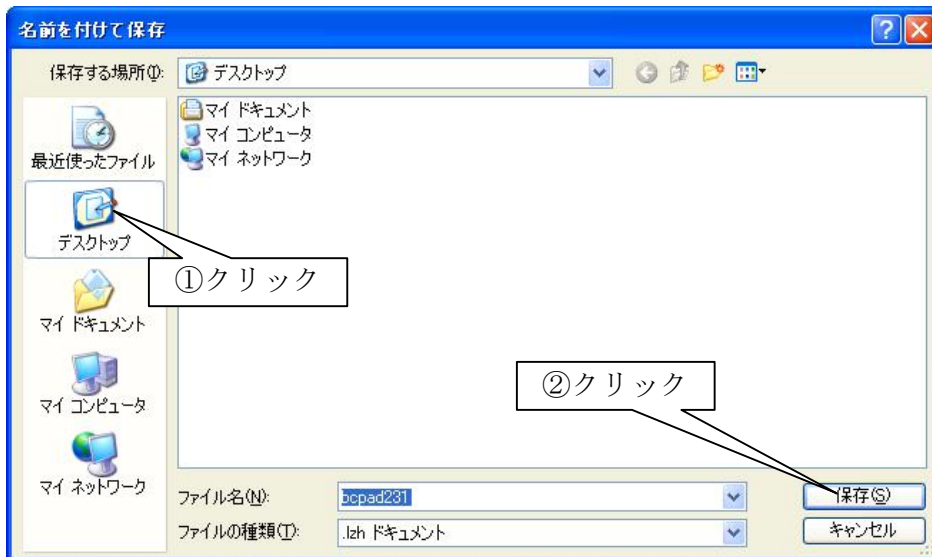 名前を付けて保存
保存する場所(I):
デスクトップ
マイ ドキュメント
マイ コンピュータ
マイ ネットワーク
最近使ったファイル
デスクトップ
マイ ドキュメント
マイ コンピュータ
マイ ネットワーク
①クリック
②クリック
ファイル名(N):
bcpad231
保存(S)
ファイルの種類(T):
.lzh ドキュメント
キャンセル